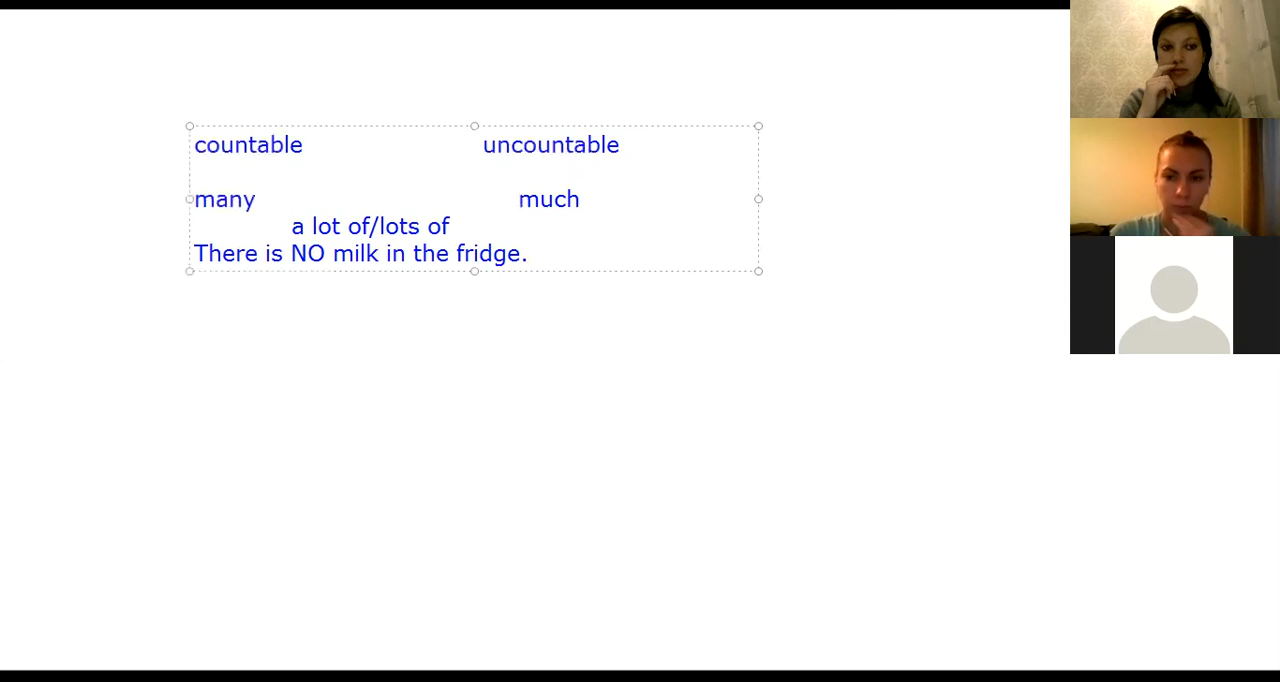 countable uncountable
many much
a lot of/lots of
There is NO milk in the fridge.